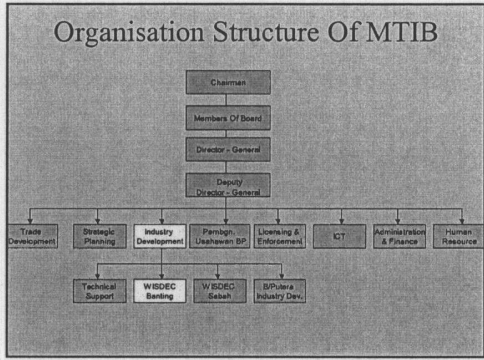 Organisation Structure Of MTIB
Chairman
Members Of Board
Director - General
Deputy
Director - General
Trade
Development
Strategic
Planning
Industry
Development
Pembgn.
Usahawan BP
Licensing &
Enforcement
ICT
Administration
& Finance
Human
Resource
Technical
Support
WISDEC
Banting
WISDEC
Sabah
B/Putera
Industry Dev.